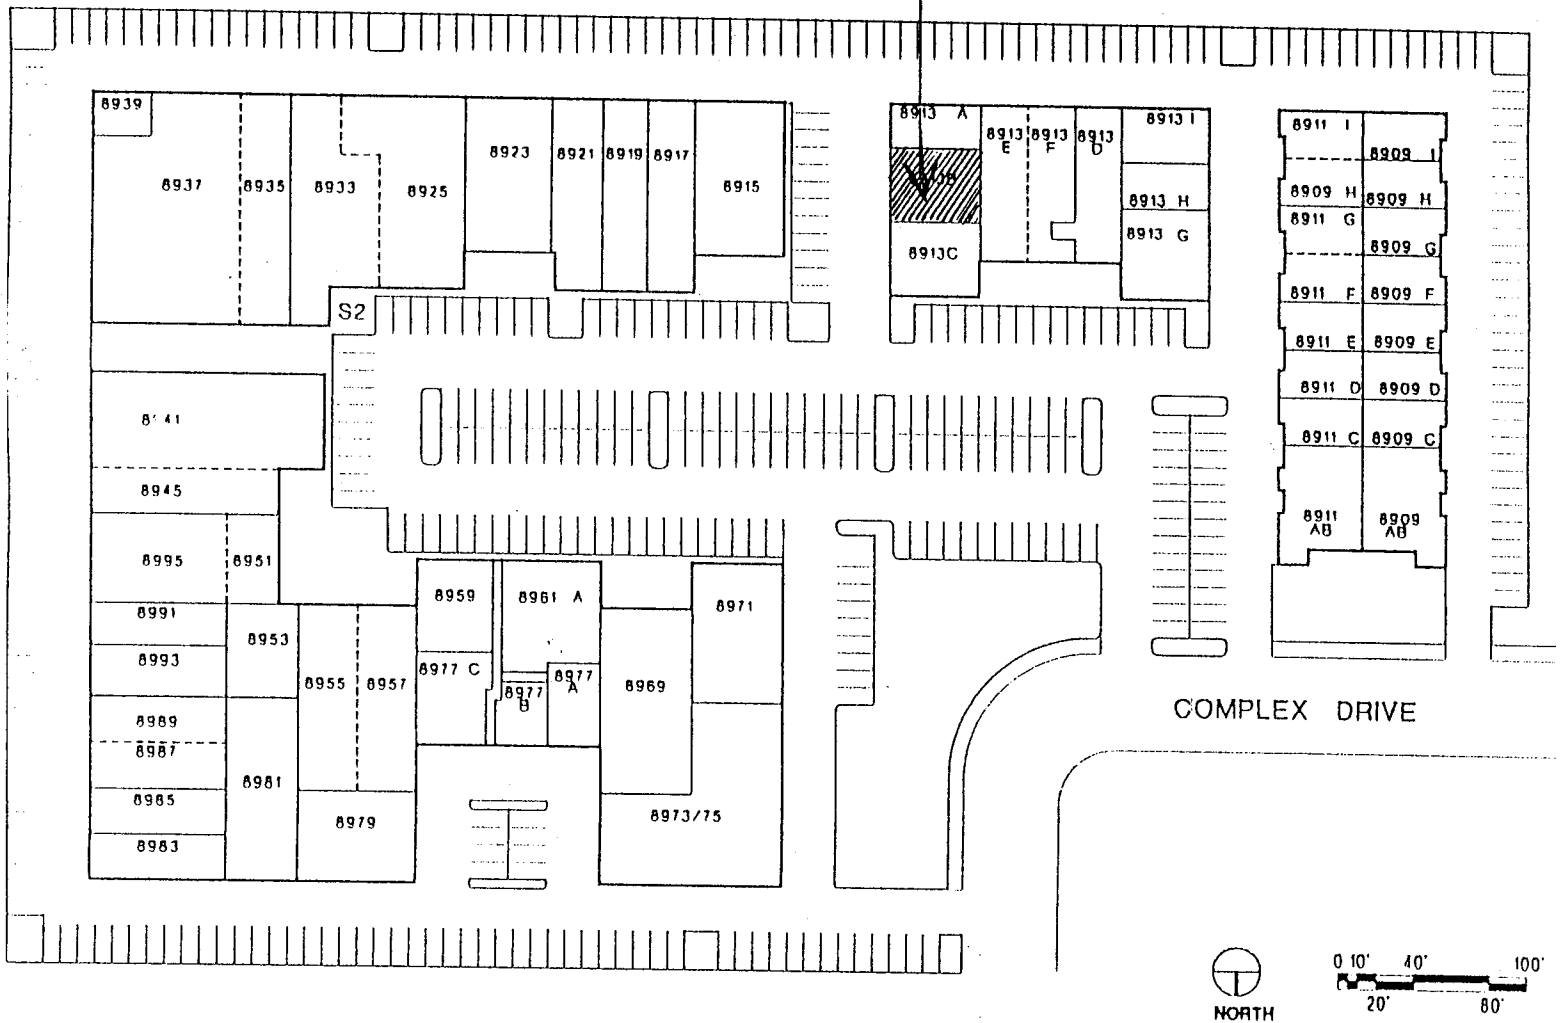 8939
8937
8935
8933
8925
8923
8921
8919
8917
8915
8913 A
8913C
8913
E
8913
F
8913
D
8913 I
8913 H
8913 G
8911 I
8909 I
8909 H
8909 H
8911 G
8909 G
8911 F
8909 F
8911 E
8909 E
8911 D
8909 D
8911 C
8909 C
8911
AB
8909
AB
S2
8945
8995
8951
8991
8953
8993
8989
8987
8985
8983
8981
8955
8957
8979
8959
8961 A
8977 C
8977
B
8977
A
8969
8971
8973/75
COMPLEX DRIVE
NORTH
0 10' 40' 100'
20' 80'